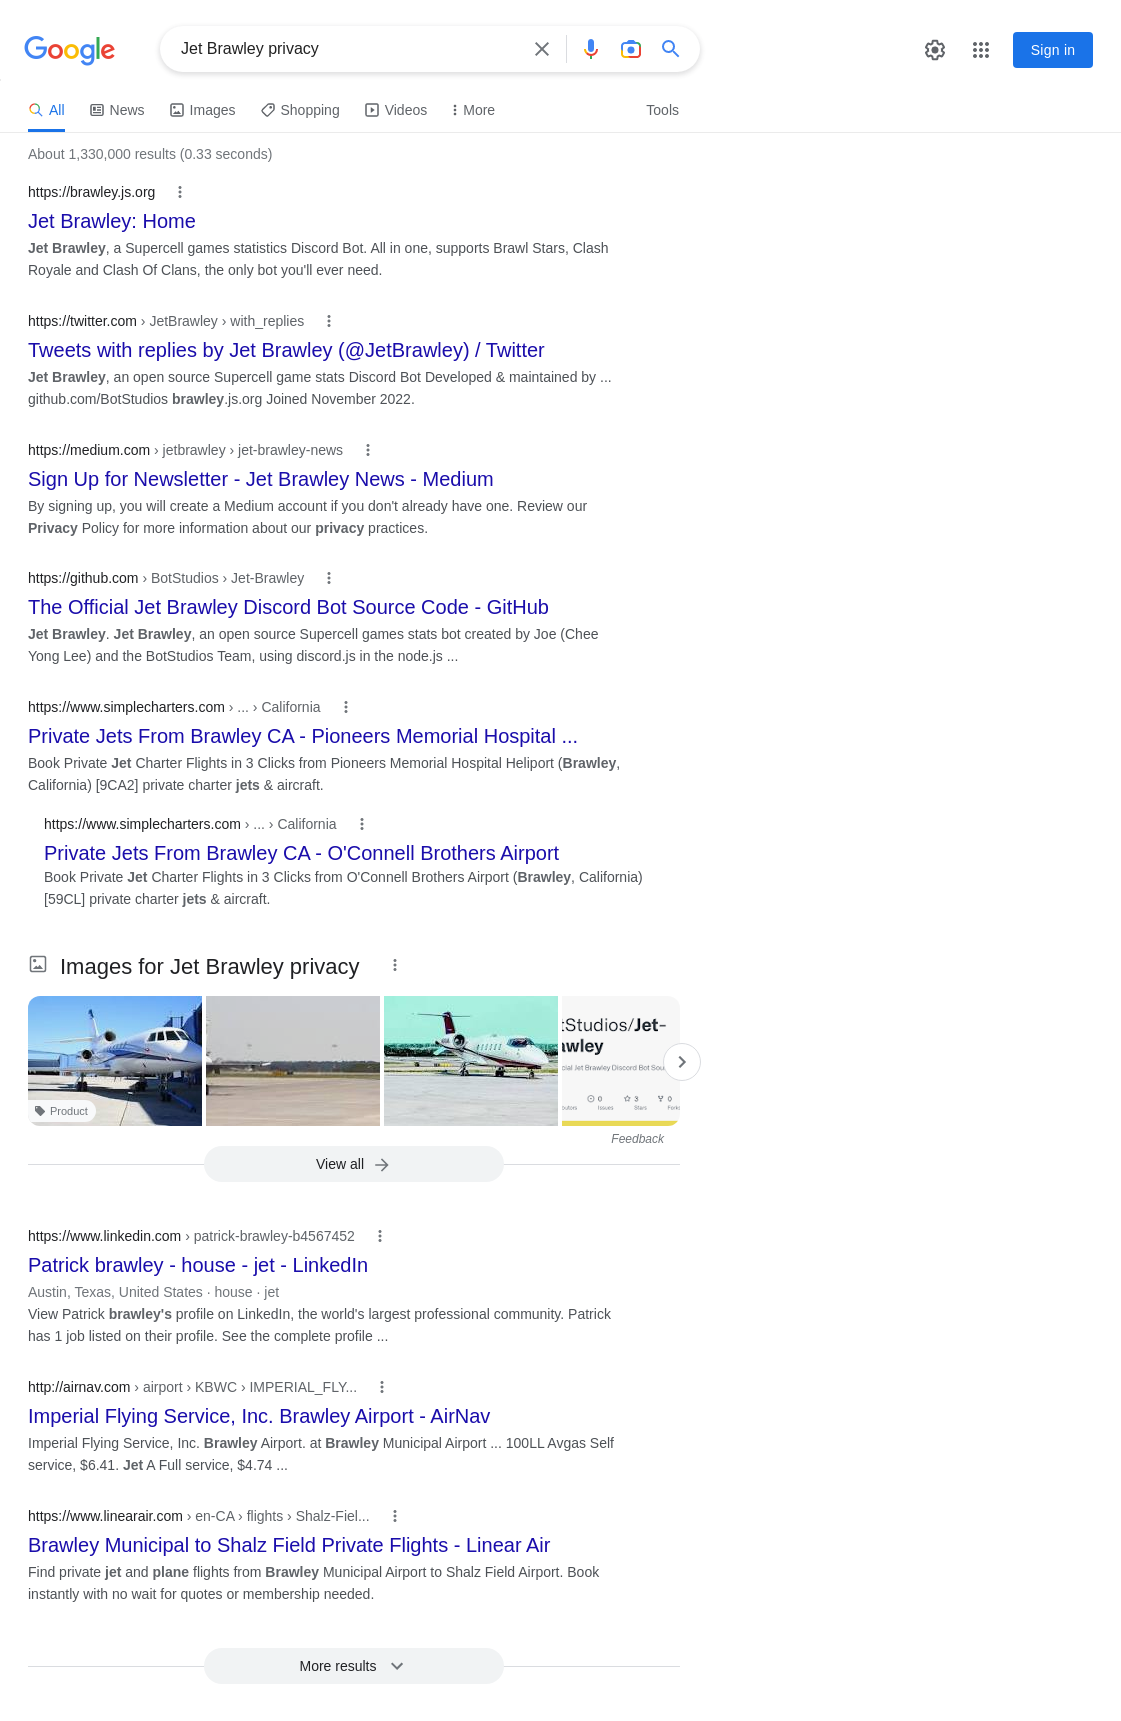 Google
Jet Brawley privacy
Sign in
All
News
Images
Shopping
Videos
More
Tools
About 1,330,000 results (0.33 seconds)
https://brawley.js.org
Jet Brawley: Home
Jet Brawley, a Supercell games statistics Discord Bot. All in one, supports Brawl Stars, Clash
Royale and Clash Of Clans, the only bot you'll ever need.
https://twitter.com › JetBrawley › with_replies
Tweets with replies by Jet Brawley (@JetBrawley) / Twitter
Jet Brawley, an open source Supercell game stats Discord Bot Developed & maintained by ...
github.com/BotStudios brawley.js.org Joined November 2022.
https://medium.com › jetbrawley › jet-brawley-news
Sign Up for Newsletter - Jet Brawley News - Medium
By signing up, you will create a Medium account if you don't already have one. Review our
Privacy Policy for more information about our privacy practices.
https://github.com › BotStudios › Jet-Brawley
The Official Jet Brawley Discord Bot Source Code - GitHub
Jet Brawley. Jet Brawley, an open source Supercell games stats bot created by Joe (Chee
Yong Lee) and the BotStudios Team, using discord.js in the node.js ...
https://www.simplecharters.com › ... › California
Private Jets From Brawley CA - Pioneers Memorial Hospital ...
Book Private Jet Charter Flights in 3 Clicks from Pioneers Memorial Hospital Heliport (Brawley,
California) [9CA2] private charter jets & aircraft.
https://www.simplecharters.com › ... › California
Private Jets From Brawley CA - O'Connell Brothers Airport
Book Private Jet Charter Flights in 3 Clicks from O'Connell Brothers Airport (Brawley, California)
[59CL] private charter jets & aircraft.
Images for Jet Brawley privacy
tStudios/Jet-
awley
cial Jet Brawley Discord Bot Sou
0 3 0
Issues Stars Forks
Product
Feedback
View all
https://www.linkedin.com › patrick-brawley-b4567452
Patrick brawley - house - jet - LinkedIn
Austin, Texas, United States · house · jet
View Patrick brawley's profile on LinkedIn, the world's largest professional community. Patrick
has 1 job listed on their profile. See the complete profile ...
http://airnav.com › airport › KBWC › IMPERIAL_FLY...
Imperial Flying Service, Inc. Brawley Airport - AirNav
Imperial Flying Service, Inc. Brawley Airport. at Brawley Municipal Airport ... 100LL Avgas Self
service, $6.41. Jet A Full service, $4.74 ...
https://www.linearair.com › en-CA › flights › Shalz-Fiel...
Brawley Municipal to Shalz Field Private Flights - Linear Air
Find private jet and plane flights from Brawley Municipal Airport to Shalz Field Airport. Book
instantly with no wait for quotes or membership needed.
More results